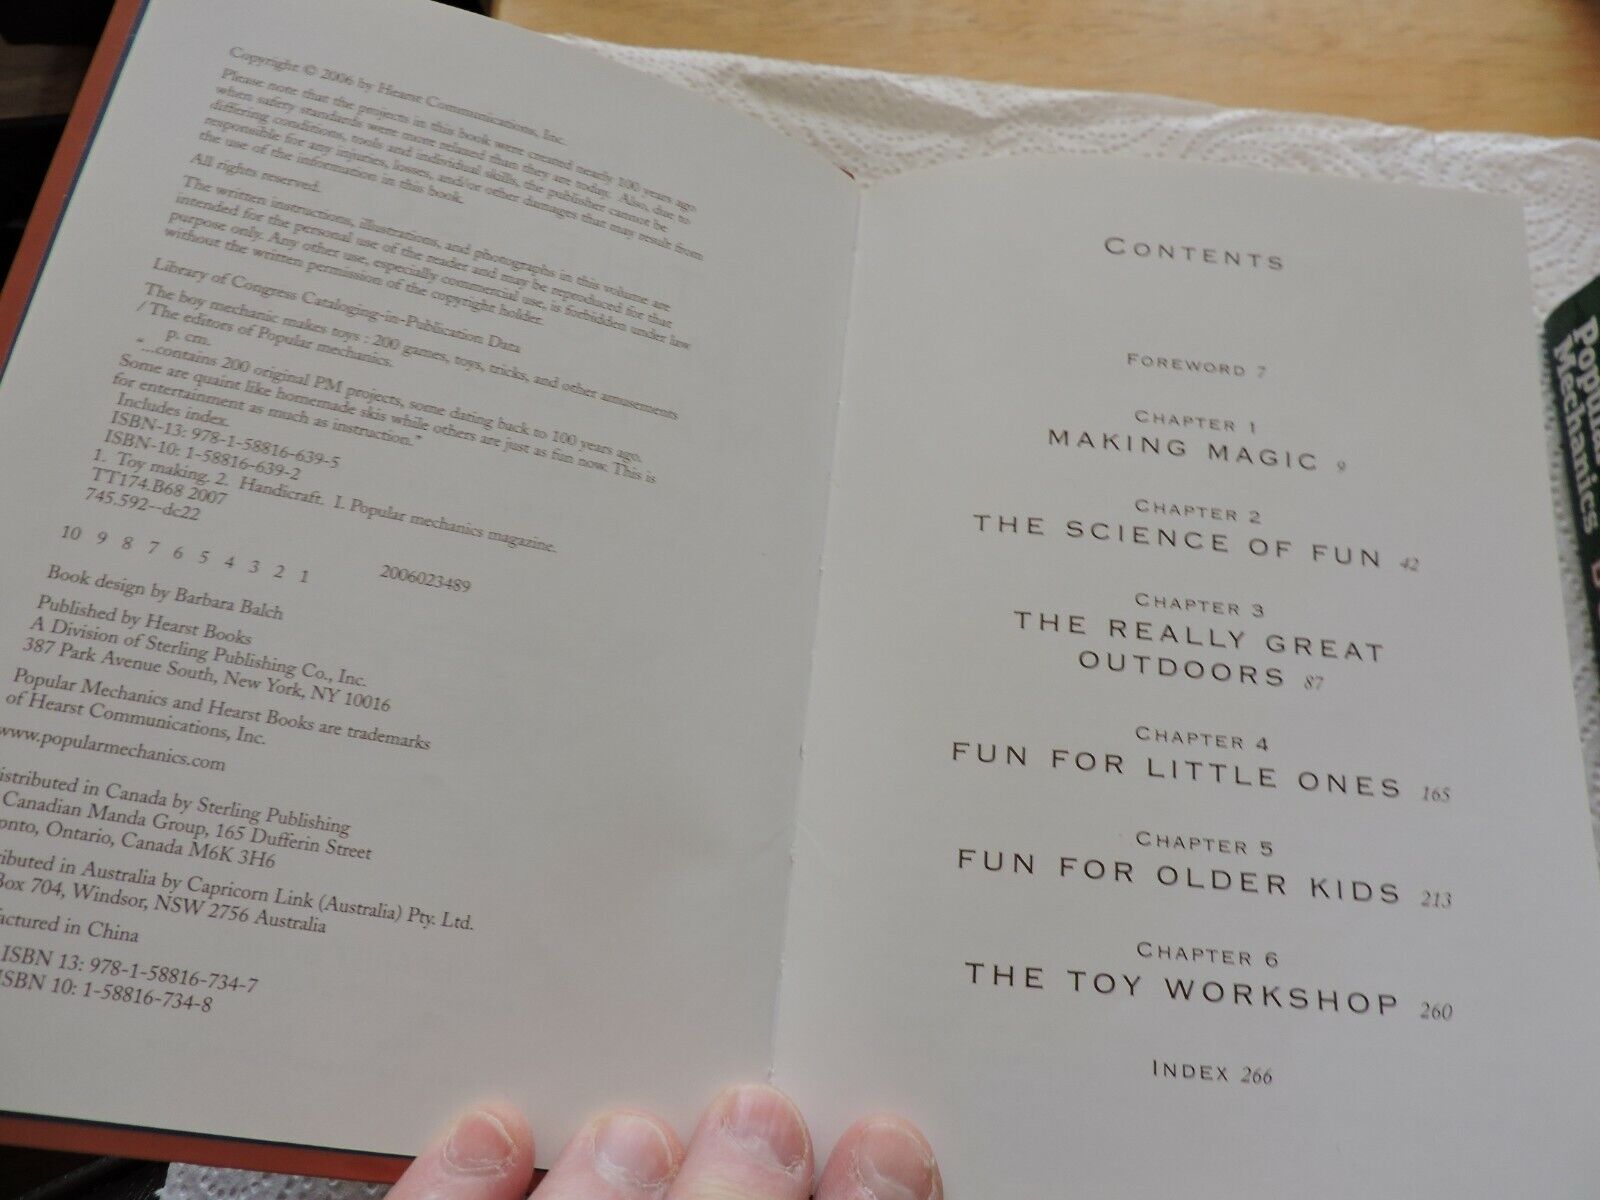 Copyright © 2006 by Hearst Communications, Inc.
Please note that the projects in this book were created nearly 100 years ago
when safety standards were more relaxed than they are today. Also, due to
differing conditions, tools and individual skills, the publisher cannot be
responsible for any injuries, losses, and/or other damages that may result from
the use of the information in this book.
All rights reserved.
The written instructions, illustrations, and photographs in this volume are
intended for the personal use of the reader and may be reproduced for that
purpose only. Any other use, especially commercial use, is forbidden under law
without the written permission of the copyright holder.
Library of Congress Cataloging-in-Publication Data
The boy mechanic makes toys : 200 games, toys, tricks, and other amusements
/ The editors of Popular mechanics.
p. cm.
"...contains 200 original PM projects, some dating back to 100 years ago.
Some are quaint like homemade skis while others are just as fun now. This is
for entertainment as much as instruction."
Includes index.
ISBN-13: 978-1-58816-639-5
ISBN-10: 1-58816-639-2
1. Toy making. 2. Handicraft. I. Popular mechanics magazine.
TT174.B68 2007
745.592--dc22
2006023489
10 9 8 7 6 5 4 3 2 1
Book design by Barbara Balch
Published by Hearst Books
A Division of Sterling Publishing Co., Inc.
387 Park Avenue South, New York, NY 10016
Popular Mechanics and Hearst Books are trademarks
of Hearst Communications, Inc.
www.popularmechanics.com
istributed in Canada by Sterling Publishing
Canadian Manda Group, 165 Dufferin Street
onto, Ontario, Canada M6K 3H6
ributed in Australia by Capricorn Link (Australia) Pty. Ltd.
Box 704, Windsor, NSW 2756 Australia
factured in China
ISBN 13: 978-1-58816-734-7
ISBN 10: 1-58816-734-8
CONTENTS
FOREWORD 7
CHAPTER 1
MAKING MAGIC 9
CHAPTER 2
THE SCIENCE OF FUN 42
CHAPTER 3
THE REALLY GREAT
OUTDOORS 87
CHAPTER 4
FUN FOR LITTLE ONES 165
CHAPTER 5
FUN FOR OLDER KIDS 213
CHAPTER 6
THE TOY WORKSHOP 260
INDEX 266
Popular
Mechanics